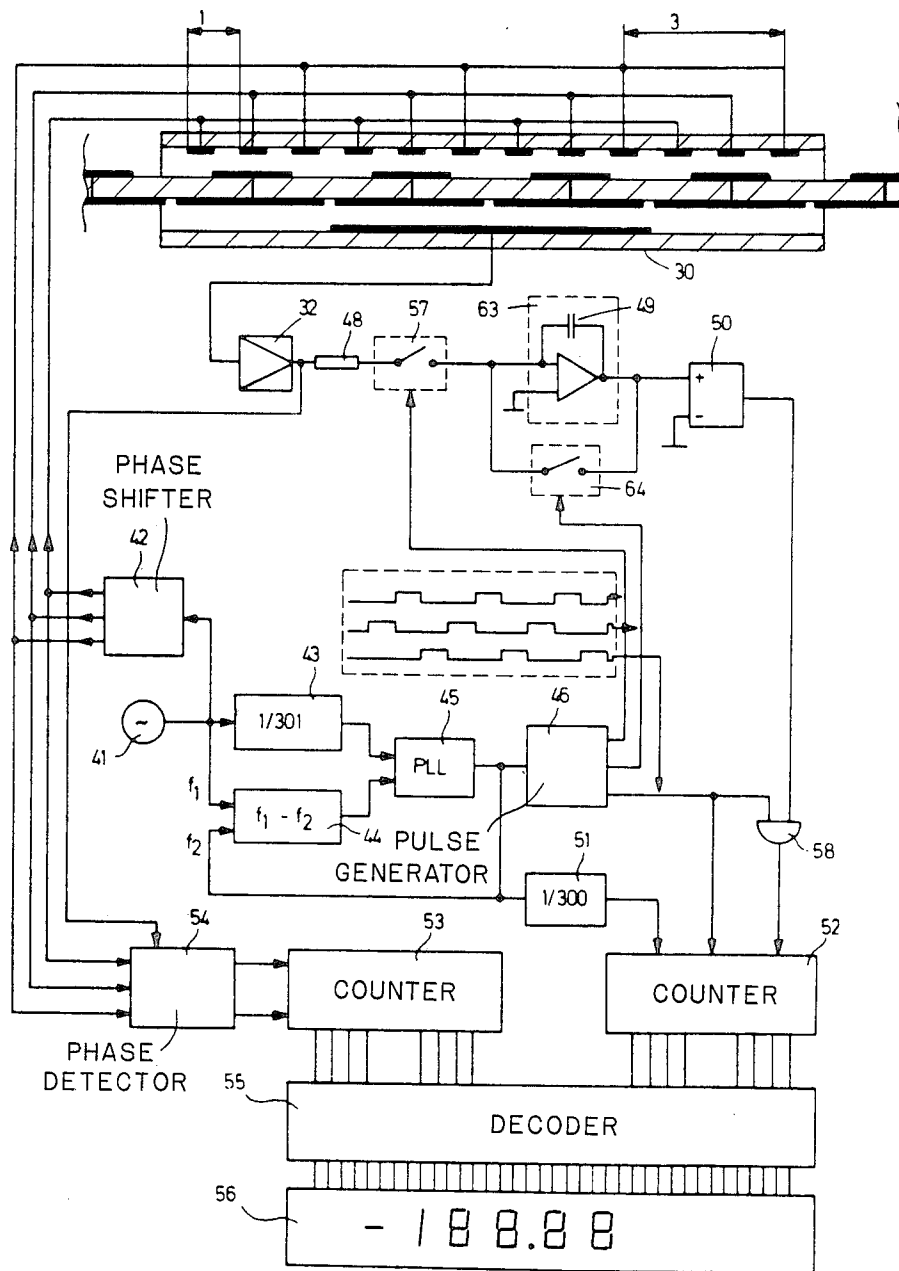 1
3
30
32
48
57
63
49
50
+
-
64
PHASE
SHIFTER
42
43
1/301
45
PLL
46
~
41
f1
f2
f1 - f2
44
PULSE
GENERATOR
58
51
1/300
54
53
COUNTER
52
COUNTER
PHASE
DETECTOR
55
DECODER
56
-188.88